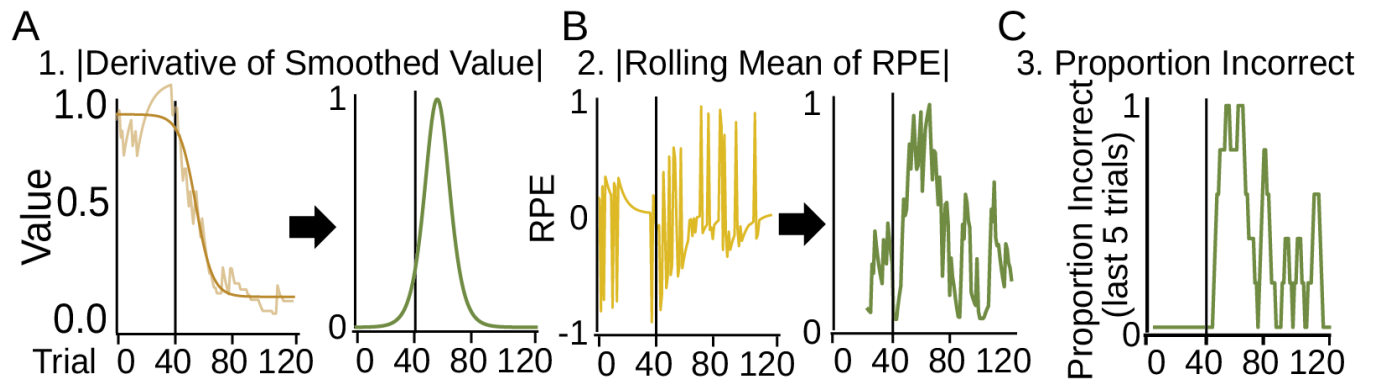 A
1. |Derivative of Smoothed Value|
Value
1.0
0.5
0.0
Trial
0 40 80 120
1
0
0 40 80 120
B
2. |Rolling Mean of RPE|
RPE
1
0
-1
0 40 80 120
1
0
0 40 80 120
C
3. Proportion Incorrect
Proportion Incorrect
(last 5 trials)
1
0
0 40 80 120